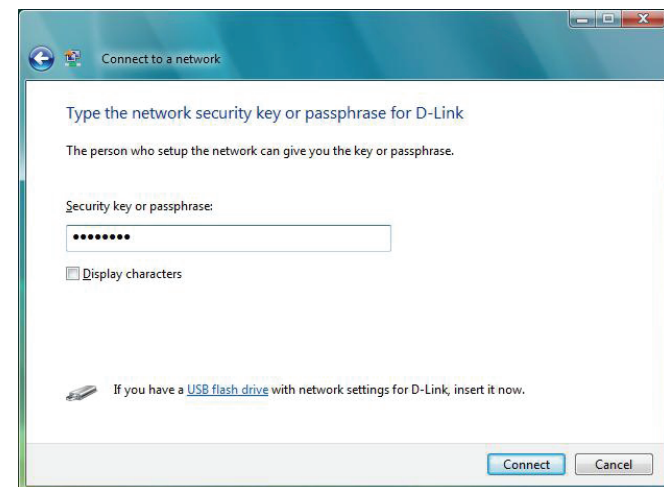 Connect to a network
Type the network security key or passphrase for D-Link
The person who setup the network can give you the key or passphrase.
Security key or passphrase:
••••••••
Display characters
If you have a USB flash drive with network settings for D-Link, insert it now.
Connect Cancel